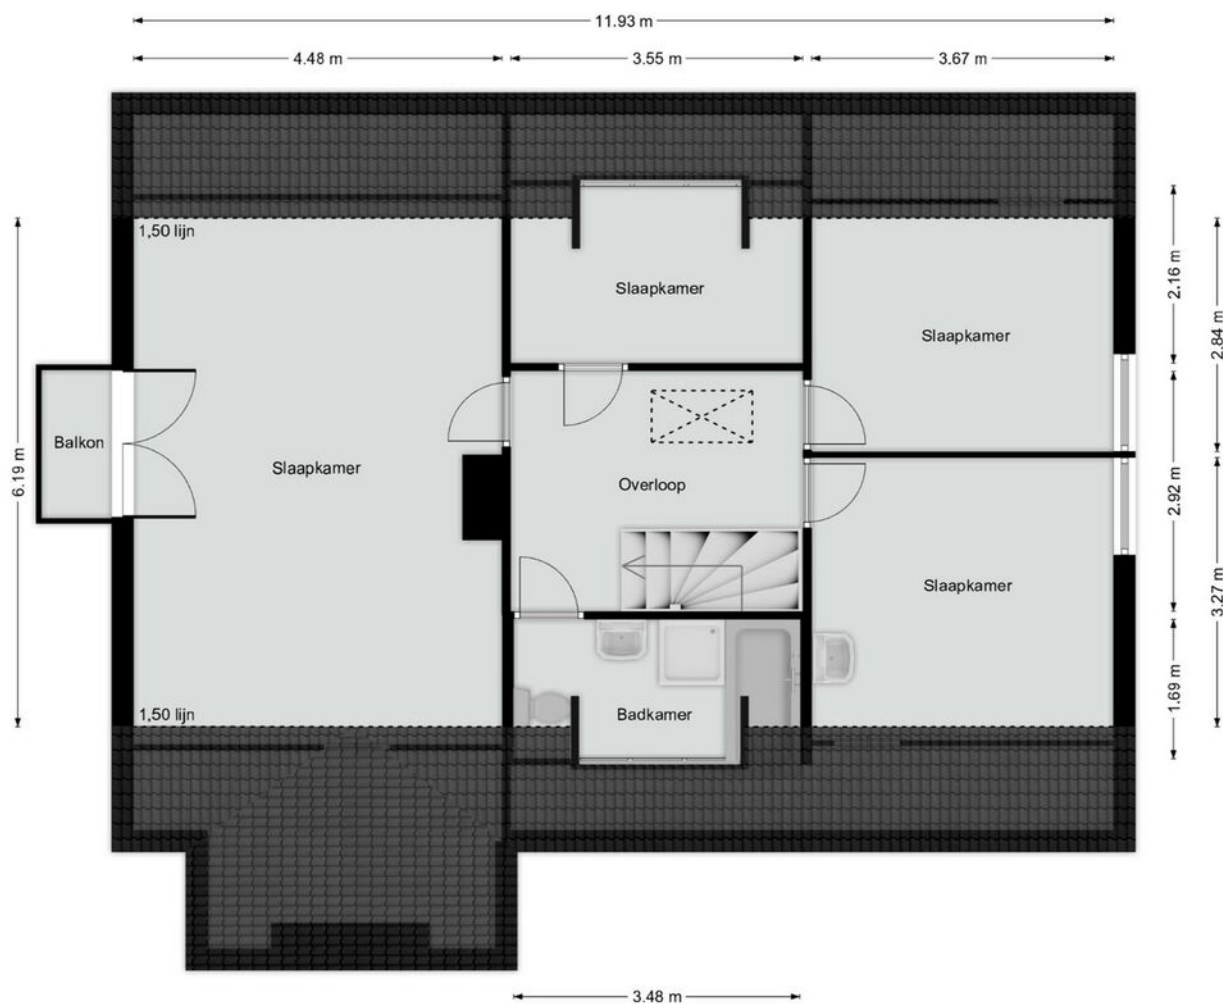 11.93 m
4.48 m
3.55 m
3.67 m
1,50 lijn
2.16 m
Slaapkamer
Slaapkamer
2.84 m
Balkon
Slaapkamer
6.19 m
Overloop
2.92 m
Slaapkamer
3.27 m
1,50 lijn
Badkamer
1.69 m
3.48 m